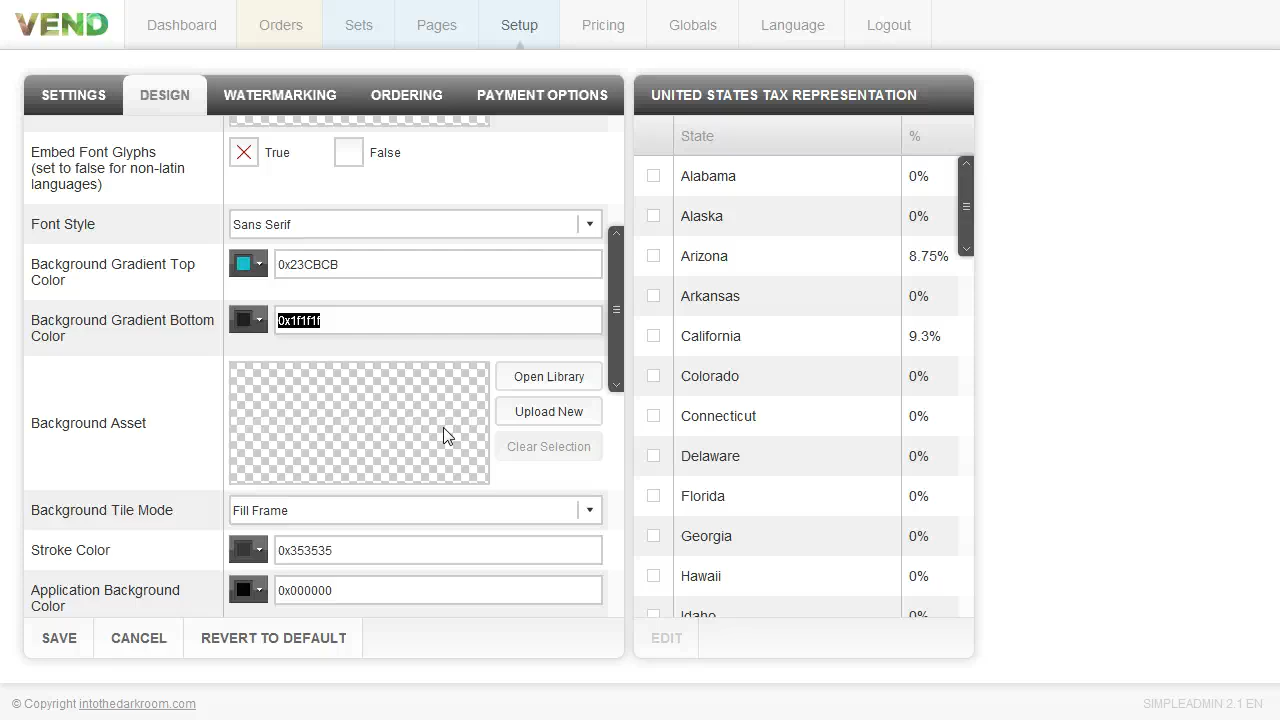 VEND
Dashboard
Orders
Sets
Pages
Setup
Pricing
Globals
Language
Logout
SETTINGS
DESIGN
WATERMARKING
ORDERING
PAYMENT OPTIONS
Embed Font Glyphs
(set to false for non-latin
languages)
True
False
Font Style
Sans Serif
Background Gradient Top
Color
0x23CBCB
Background Gradient Bottom
Color
0x1f1f1f
Background Asset
Open Library
Upload New
Clear Selection
Background Tile Mode
Fill Frame
Stroke Color
0x353535
Application Background
Color
0x000000
SAVE
CANCEL
REVERT TO DEFAULT
UNITED STATES TAX REPRESENTATION
State
%
Alabama
0%
Alaska
0%
Arizona
8.75%
Arkansas
0%
California
9.3%
Colorado
0%
Connecticut
0%
Delaware
0%
Florida
0%
Georgia
0%
Hawaii
0%
Idaho
0%
EDIT
© Copyright intothedarkroom.com
SIMPLEADMIN 2.1 EN